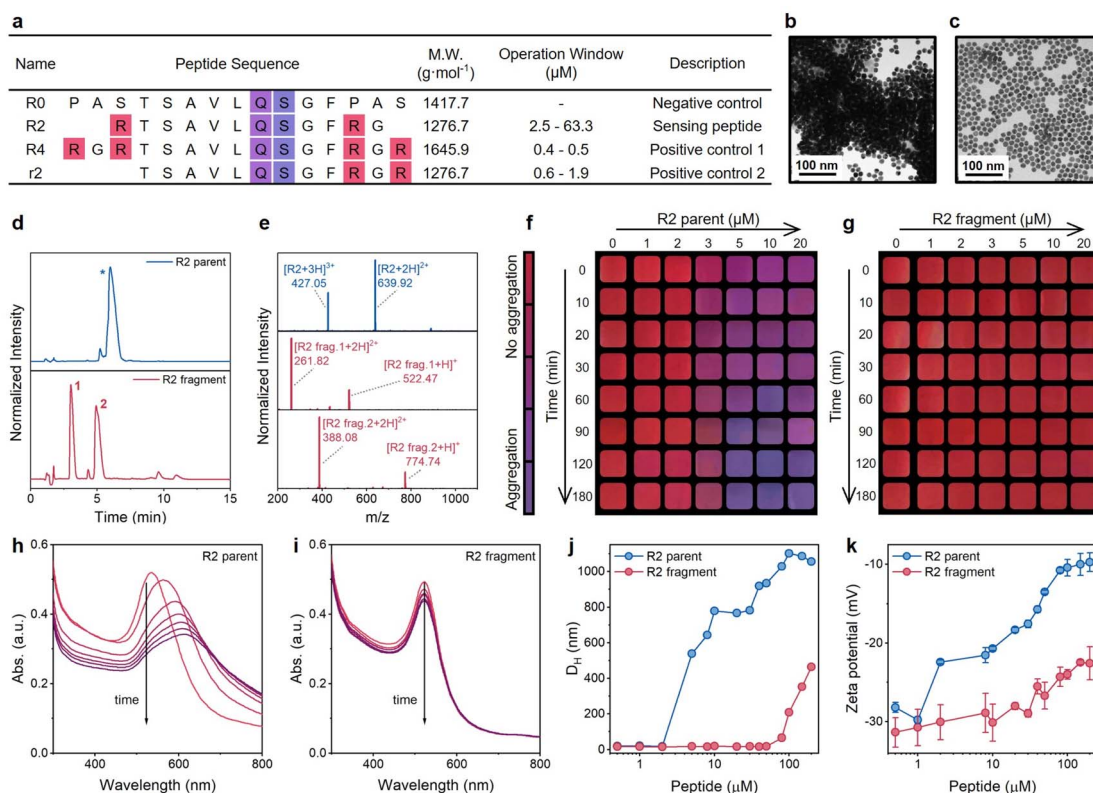 a
Name Peptide Sequence M.W. (g·mol⁻¹) Operation Window (µM) Description
R0 P A S T S A V L Q S G F P A S 1417.7 - Negative control
R2 R T S A V L Q S G F R G 1276.7 2.5 - 63.3 Sensing peptide
R4 R G R T S A V L Q S G F R G R 1645.9 0.4 - 0.5 Positive control 1
r2 T S A V L Q S G F R G R 1276.7 0.6 - 1.9 Positive control 2
b
100 nm
c
100 nm
d
R2 parent
*
R2 fragment
1
2
Normalized Intensity
0 5 10 15
Time (min)
e
[R2+3H]³⁺
427.05
[R2+2H]²⁺
639.92
[R2 frag.1+2H]²⁺
261.82
[R2 frag.1+H]⁺
522.47
[R2 frag.2+2H]²⁺
388.08
[R2 frag.2+H]⁺
774.74
Normalized Intensity
200 400 600 800 1000
m/z
No aggregation
Aggregation
f
R2 parent (µM)
0 1 2 3 5 10 20
Time (min)
0
10
20
30
60
90
120
180
g
R2 fragment (µM)
0 1 2 3 5 10 20
Time (min)
0
10
20
30
60
90
120
180
h
R2 parent
Abs. (a.u.)
0.6
0.4
0.2
0.0
time
400 600 800
Wavelength (nm)
i
R2 fragment
Abs. (a.u.)
0.6
0.4
0.2
0.0
time
400 600 800
Wavelength (nm)
j
R2 parent
R2 fragment
D_H (nm)
1000
800
600
400
200
0
1 10 100
Peptide (µM)
k
R2 parent
R2 fragment
Zeta potential (mV)
-10
-20
-30
1 10 100
Peptide (µM)